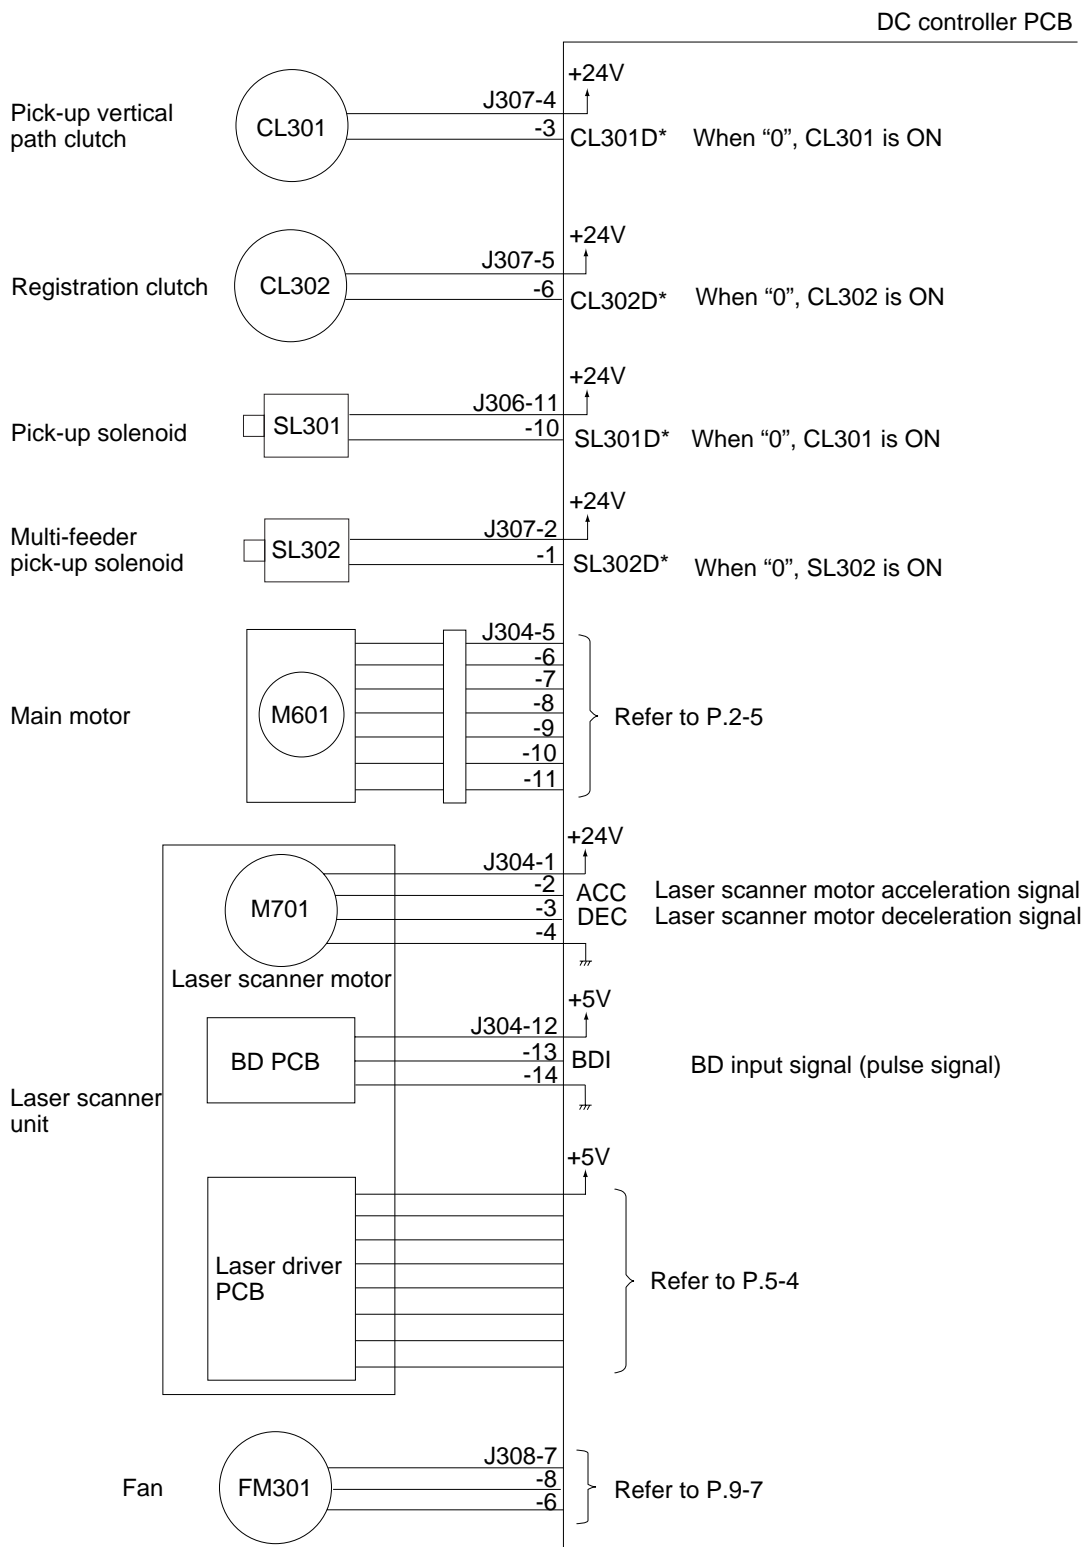 DC controller PCB
+24V
Pick-up vertical
path clutch
CL301
J307-4
-3
CL301D*
When “0”, CL301 is ON
+24V
Registration clutch
CL302
J307-5
-6
CL302D*
When “0”, CL302 is ON
+24V
Pick-up solenoid
SL301
J306-11
-10
SL301D*
When “0”, CL301 is ON
+24V
Multi-feeder
pick-up solenoid
SL302
J307-2
-1
SL302D*
When “0”, SL302 is ON
Main motor
M601
J304-5
-6
-7
-8
-9
-10
-11
Refer to P.2-5
+24V
M701
J304-1
-2
-3
-4
ACC
Laser scanner motor acceleration signal
DEC
Laser scanner motor deceleration signal
Laser scanner motor
+5V
BD PCB
J304-12
-13
-14
BDI
BD input signal (pulse signal)
Laser scanner
unit
+5V
Laser driver
PCB
Refer to P.5-4
Fan
FM301
J308-7
-8
-6
Refer to P.9-7